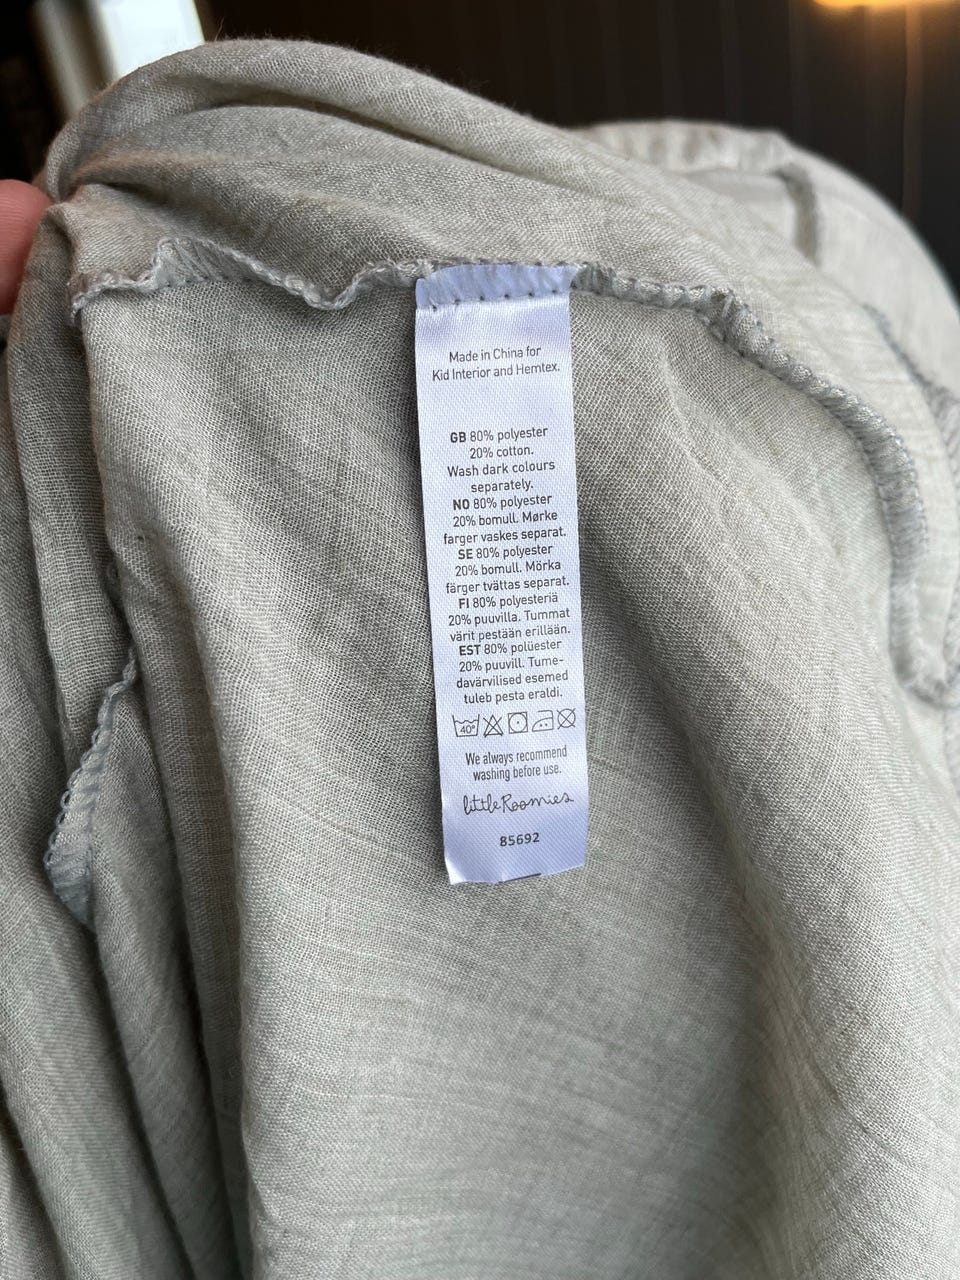 Made in China for
Kid Interior and Hemtex.
GB 80% polyester
20% cotton.
Wash dark colours
separately.
NO 80% polyester
20% bomull. Mørke
farger vaskes separat.
SE 80% polyester
20% bomull. Mörka
färger tvättas separat.
FI 80% polyesteriä
20% puuvilla. Tummat
värit pestään erillään.
EST 80% polüester
20% puuvill. Tume-
davärvilised esemed
tuleb pesta eraldi.
40°
We always recommend
washing before use.
littleRoomies
85692